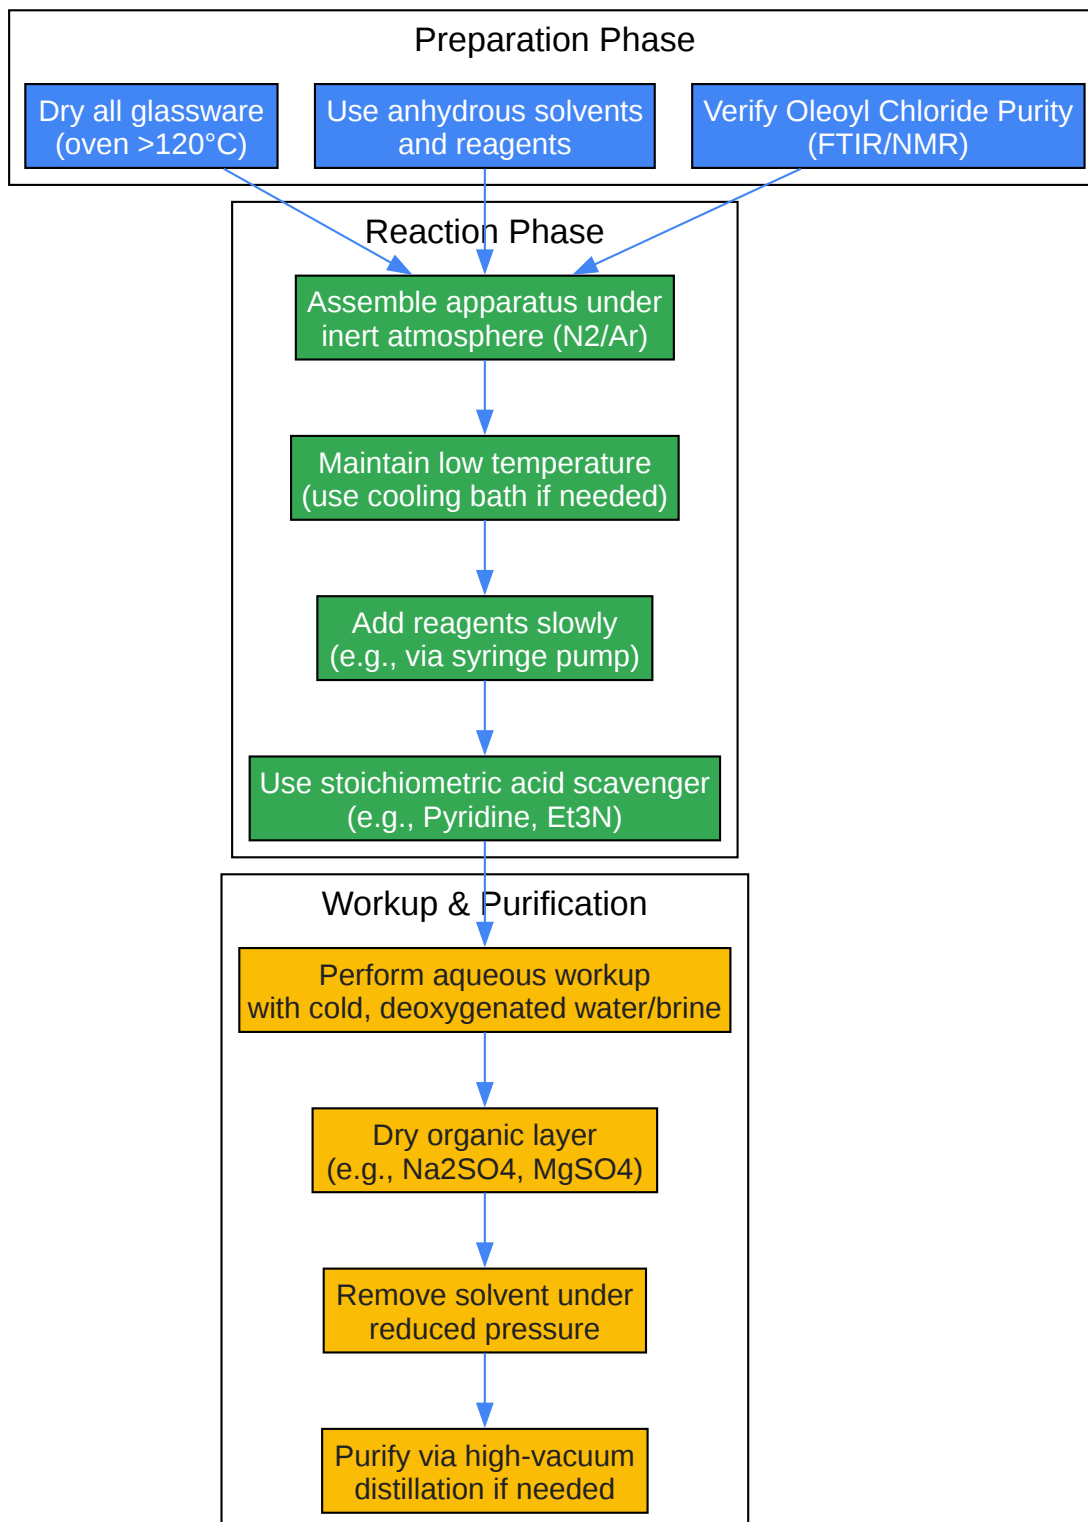 Preparation Phase
Dry all glassware
(oven >120°C)
Use anhydrous solvents
and reagents
Verify Oleoyl Chloride Purity
(FTIR/NMR)
Reaction Phase
Assemble apparatus under
inert atmosphere (N2/Ar)
Maintain low temperature
(use cooling bath if needed)
Add reagents slowly
(e.g., via syringe pump)
Use stoichiometric acid scavenger
(e.g., Pyridine, Et3N)
Workup & Purification
Perform aqueous workup
with cold, deoxygenated water/brine
Dry organic layer
(e.g., Na2SO4, MgSO4)
Remove solvent under
reduced pressure
Purify via high-vacuum
distillation if needed